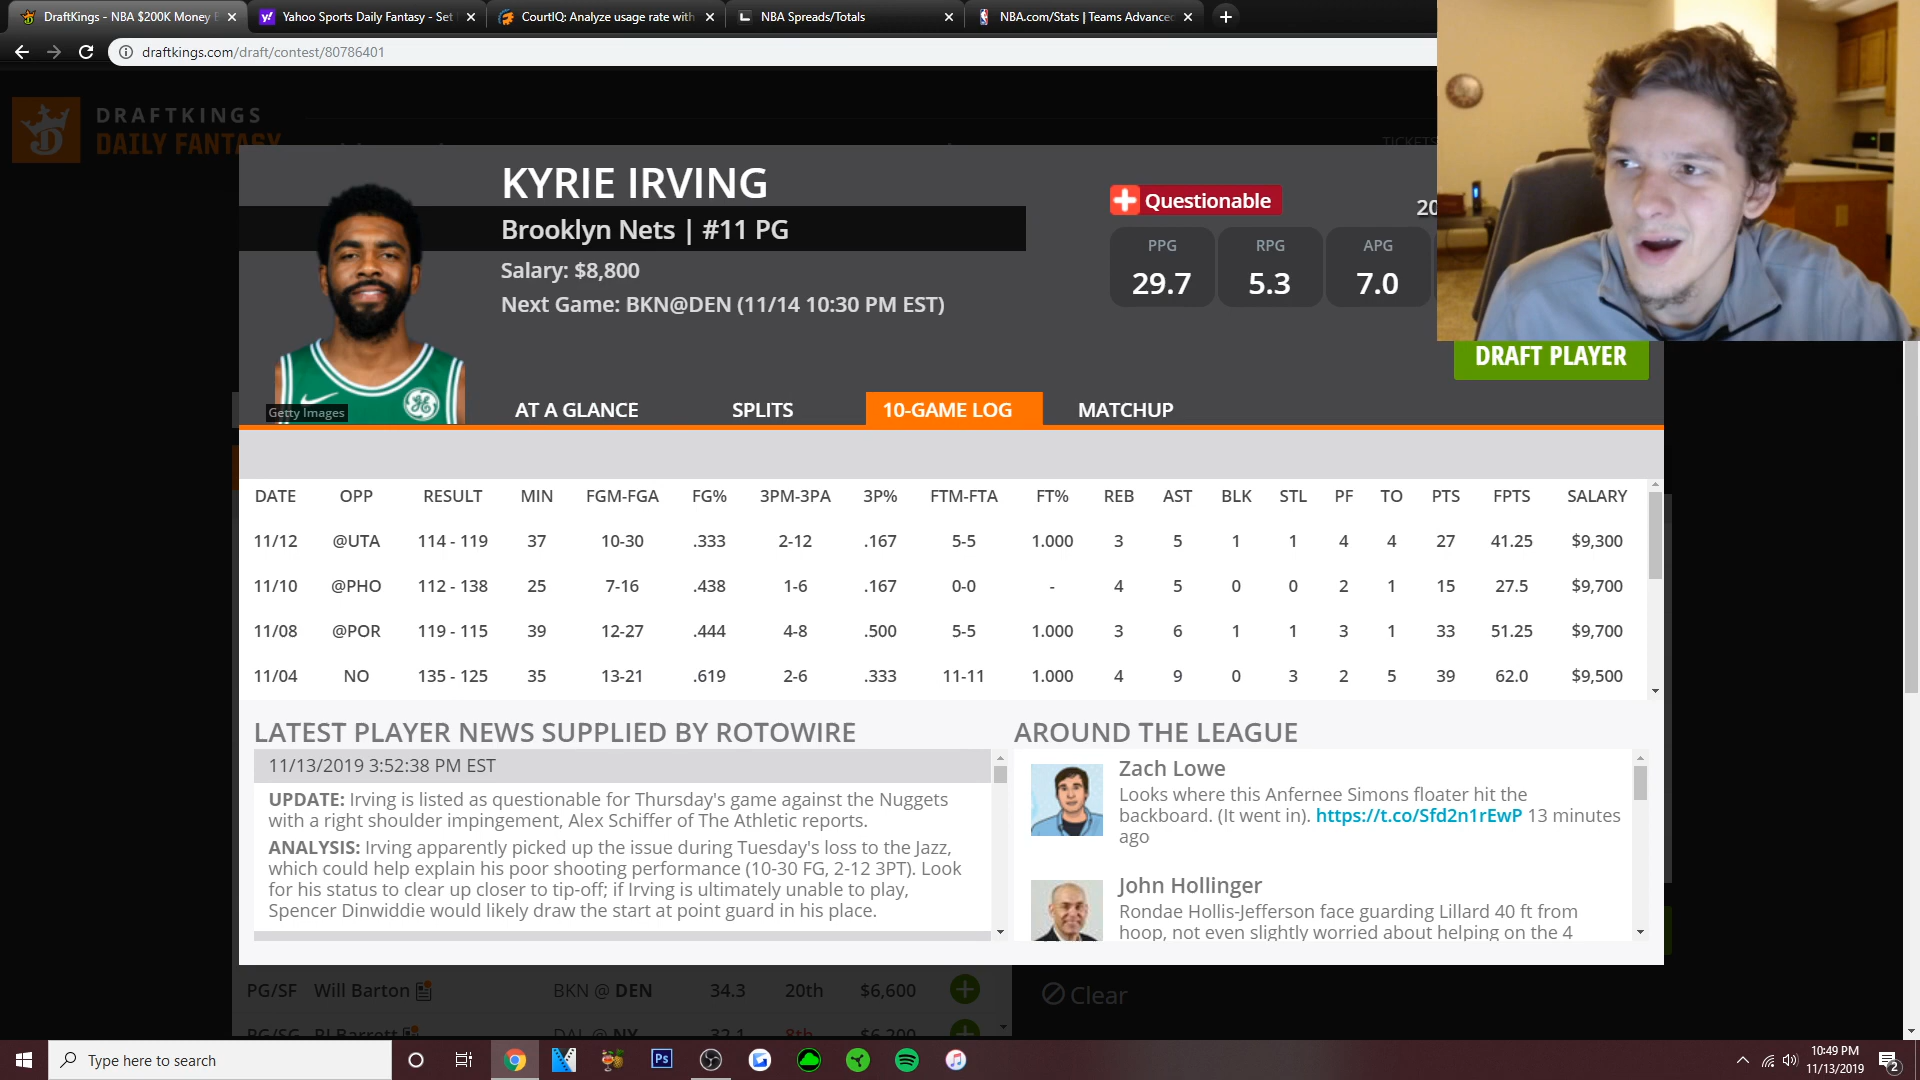 DraftKings - NBA $200K Money B
Yahoo Sports Daily Fantasy - Set
CourtIQ: Analyze usage rate with
NBA Spreads/Totals
NBA.com/Stats | Teams Advanced
draftkings.com/draft/contest/80786401
DRAFTKINGS
DAILY FANTASY
TICKETS
KYRIE IRVING
Brooklyn Nets | #11 PG
Salary: $8,800
Next Game: BKN@DEN (11/14 10:30 PM EST)
Questionable
20
PPG RPG APG
29.7 5.3 7.0
DRAFT PLAYER
Getty Images
AT A GLANCE SPLITS 10-GAME LOG MATCHUP
DATE OPP RESULT MIN FGM-FGA FG% 3PM-3PA 3P% FTM-FTA FT% REB AST BLK STL PF TO PTS FPTS SALARY
11/12 @UTA 114 - 119 37 10-30 .333 2-12 .167 5-5 1.000 3 5 1 1 4 4 27 41.25 $9,300
11/10 @PHO 112 - 138 25 7-16 .438 1-6 .167 0-0 - 4 5 0 0 2 1 15 27.5 $9,700
11/08 @POR 119 - 115 39 12-27 .444 4-8 .500 5-5 1.000 3 6 1 1 3 1 33 51.25 $9,700
11/04 NO 135 - 125 35 13-21 .619 2-6 .333 11-11 1.000 4 9 0 3 2 5 39 62.0 $9,500
LATEST PLAYER NEWS SUPPLIED BY ROTOWIRE
11/13/2019 3:52:38 PM EST
UPDATE: Irving is listed as questionable for Thursday's game against the Nuggets
with a right shoulder impingement, Alex Schiffer of The Athletic reports.
ANALYSIS: Irving apparently picked up the issue during Tuesday's loss to the Jazz,
which could help explain his poor shooting performance (10-30 FG, 2-12 3PT). Look
for his status to clear up closer to tip-off; if Irving is ultimately unable to play,
Spencer Dinwiddie would likely draw the start at point guard in his place.
AROUND THE LEAGUE
Zach Lowe
Looks where this Anfernee Simons floater hit the
backboard. (It went in). https://t.co/Sfd2n1rEwP 13 minutes
ago
John Hollinger
Rondae Hollis-Jefferson face guarding Lillard 40 ft from
hoop, not even slightly worried about helping on the 4
PG/SF Will Barton BKN @ DEN 34.3 20th $6,600
PG/SG RJ Barrett DAL @ NY 32.1 8th $6,200
Clear
Type here to search
Ps
10:49 PM
11/13/2019
2